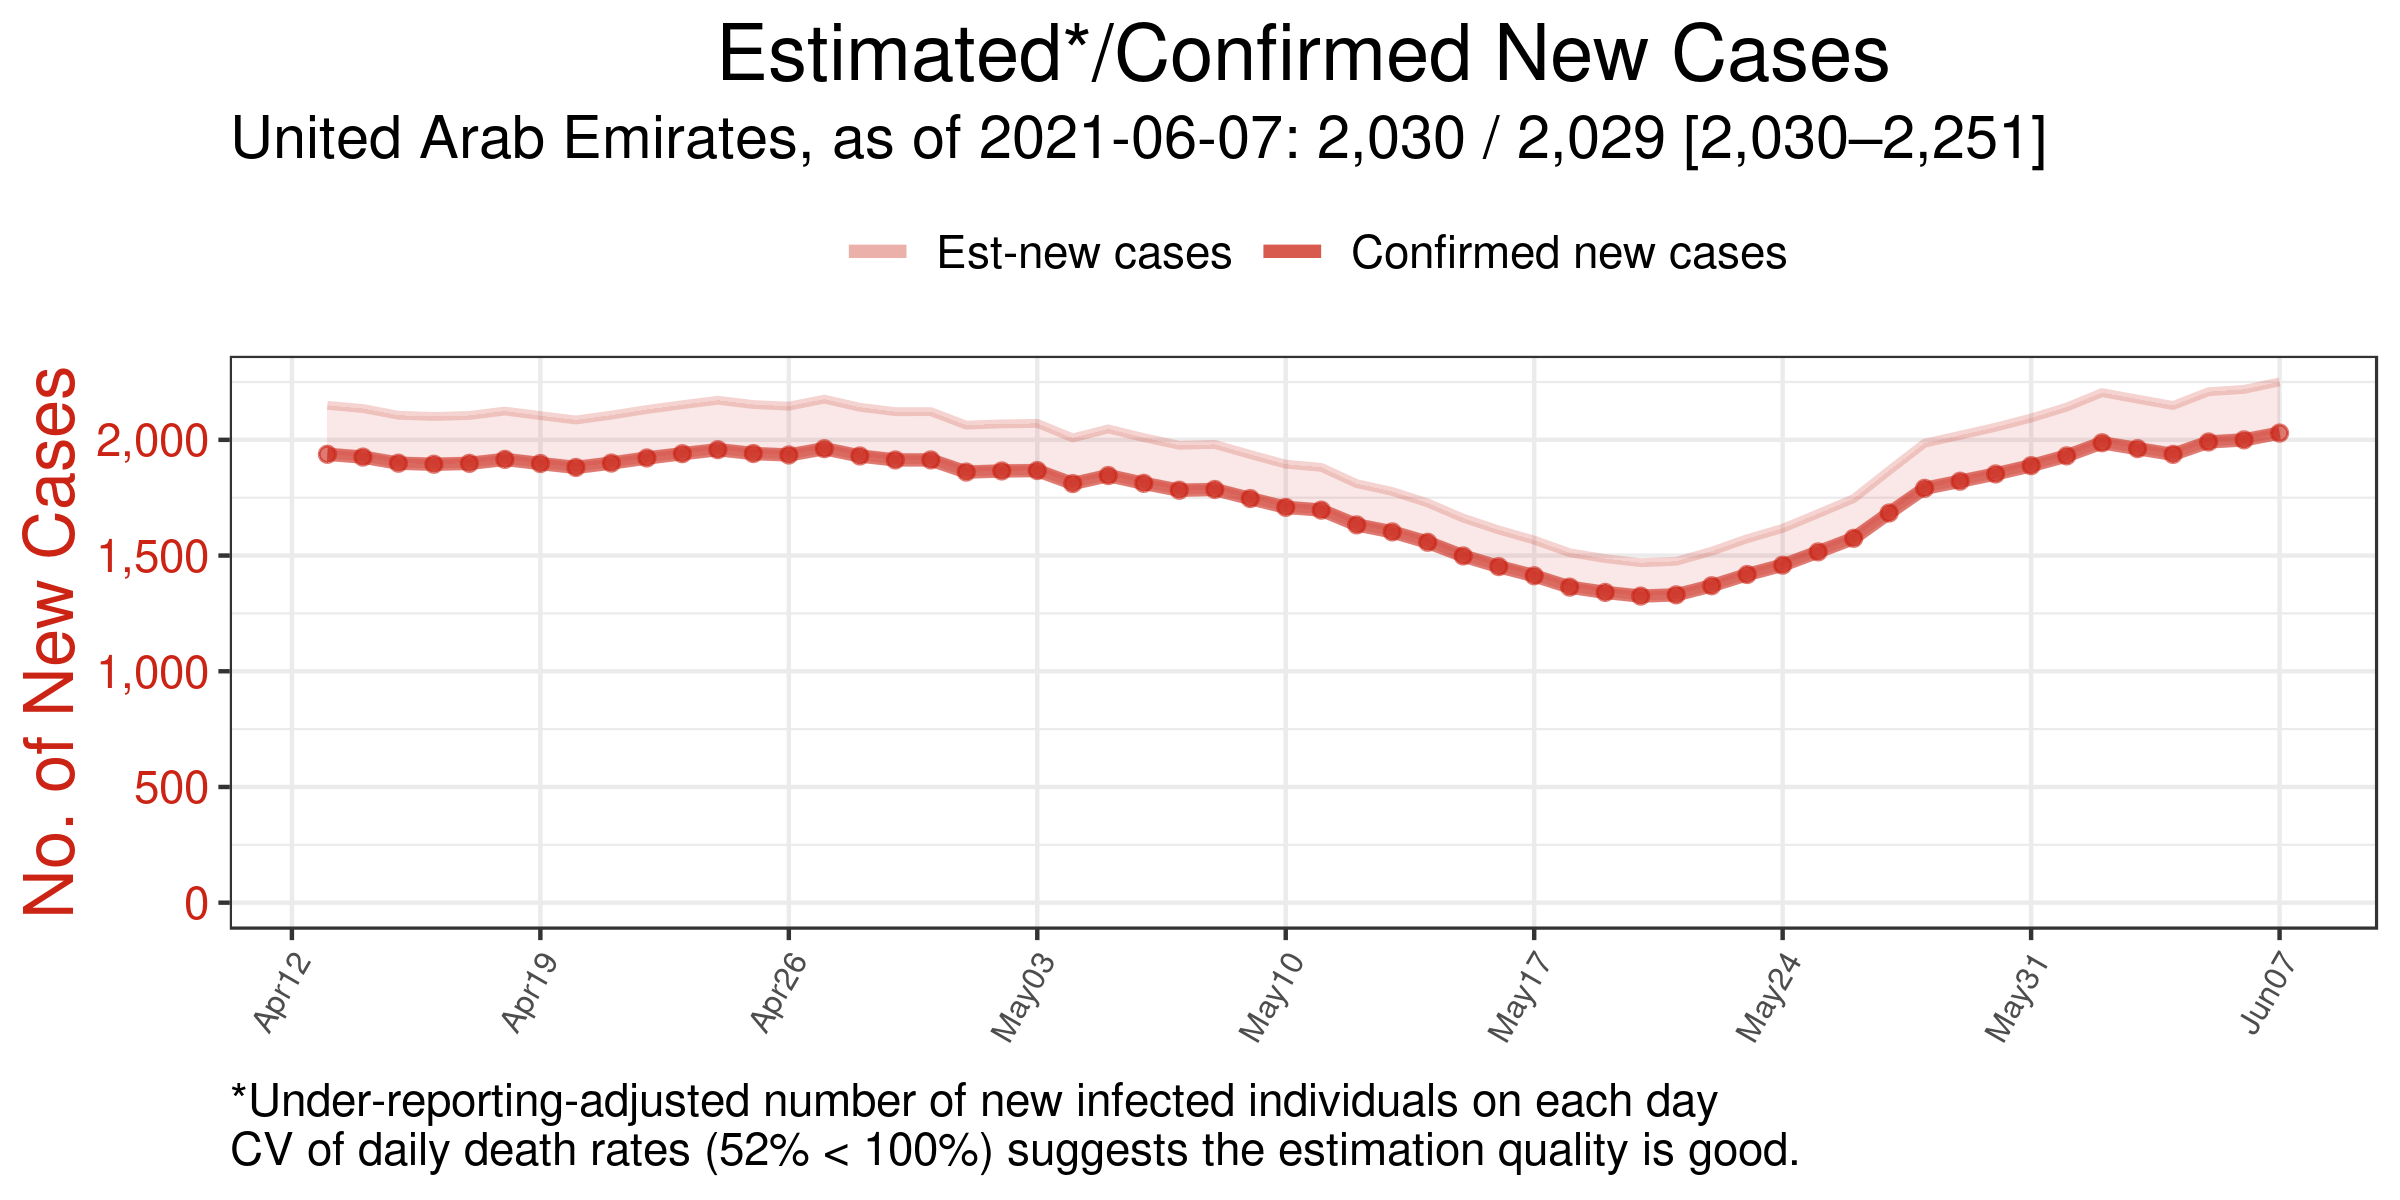 Estimated*/Confirmed New Cases
United Arab Emirates, as of 2021-06-07: 2,030 / 2,029 [2,030–2,251]
Est-new cases
Confirmed new cases
No. of New Cases
2,000
1,500
1,000
500
0
Apr12
Apr19
Apr26
May03
May10
May17
May24
May31
Jun07
*Under-reporting-adjusted number of new infected individuals on each day
CV of daily death rates (52% < 100%) suggests the estimation quality is good.